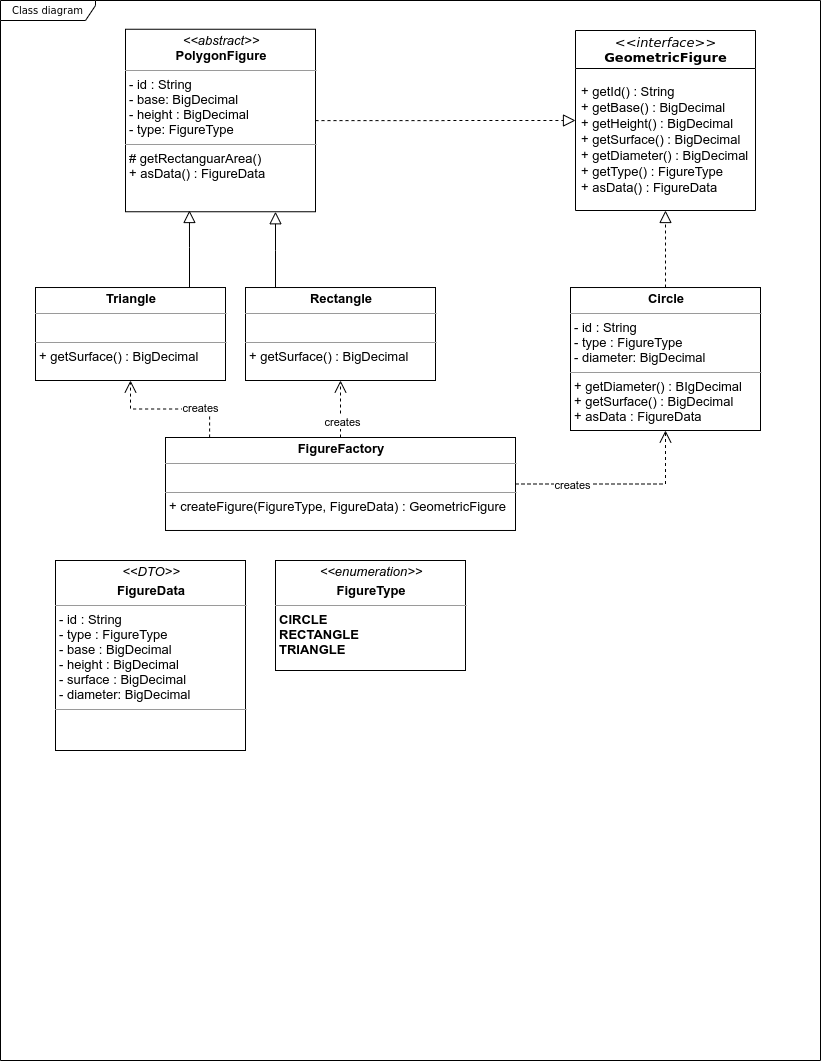 Class diagram
<<abstract>>
PolygonFigure
- id : String
- base: BigDecimal
- height : BigDecimal
- type: FigureType
# getRectanguarArea()
+ asData() : FigureData
<<interface>>
GeometricFigure
+ getId() : String
+ getBase() : BigDecimal
+ getHeight() : BigDecimal
+ getSurface() : BigDecimal
+ getDiameter() : BigDecimal
+ getType() : FigureType
+ asData() : FigureData
Triangle
+ getSurface() : BigDecimal
Rectangle
+ getSurface() : BigDecimal
Circle
- id : String
- type : FigureType
- diameter: BigDecimal
+ getDiameter() : BIgDecimal
+ getSurface() : BigDecimal
+ asData : FigureData
creates
creates
FigureFactory
+ createFigure(FigureType, FigureData) : GeometricFigure
creates
<<DTO>>
FigureData
- id : String
- type : FigureType
- base : BigDecimal
- height : BigDecimal
- surface : BigDecimal
- diameter: BigDecimal
<<enumeration>>
FigureType
CIRCLE
RECTANGLE
TRIANGLE